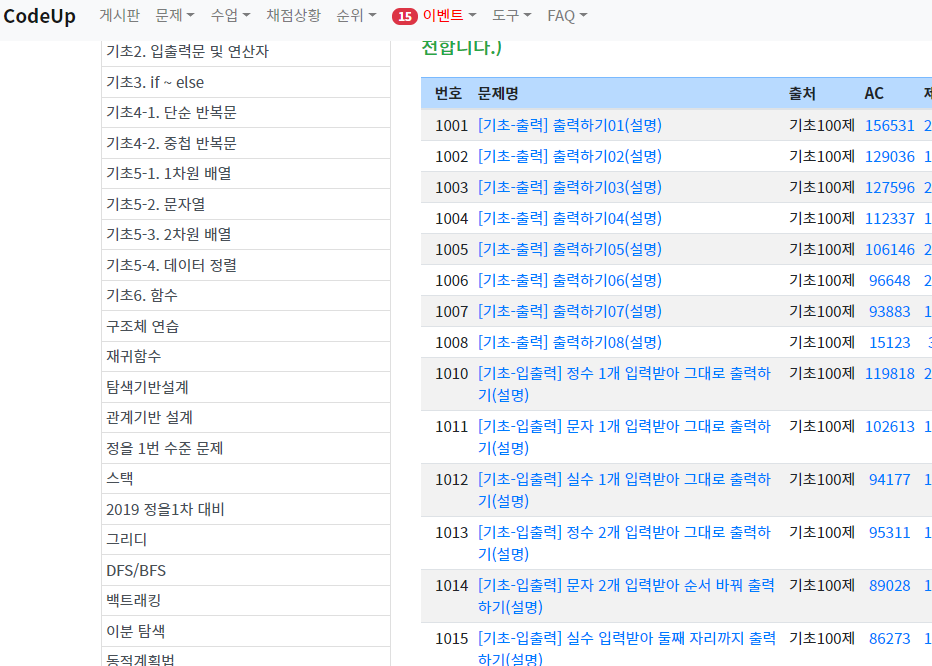 CodeUp 게시판 문제 수업 채점상황 순위 15 이벤트 도구 FAQ
기초2. 입출력문 및 연산자
기초3. if ~ else
기초4-1. 단순 반복문
기초4-2. 중첩 반복문
기초5-1. 1차원 배열
기초5-2. 문자열
기초5-3. 2차원 배열
기초5-4. 데이터 정렬
기초6. 함수
구조체 연습
재귀함수
탐색기반설계
관계기반 설계
정올 1번 수준 문제
스택
2019 정올1차 대비
그리디
DFS/BFS
백트래킹
이분 탐색
동적계획법
전합니다.)
번호 문제명 출처 AC 제
1001 [기초-출력] 출력하기01(설명) 기초100제 156531 2
1002 [기초-출력] 출력하기02(설명) 기초100제 129036 1
1003 [기초-출력] 출력하기03(설명) 기초100제 127596 2
1004 [기초-출력] 출력하기04(설명) 기초100제 112337 1
1005 [기초-출력] 출력하기05(설명) 기초100제 106146 2
1006 [기초-출력] 출력하기06(설명) 기초100제 96648 2
1007 [기초-출력] 출력하기07(설명) 기초100제 93883 1
1008 [기초-출력] 출력하기08(설명) 기초100제 15123 3
1010 [기초-입출력] 정수 1개 입력받아 그대로 출력하 기초100제 119818 2
기(설명)
1011 [기초-입출력] 문자 1개 입력받아 그대로 출력하 기초100제 102613 1
기(설명)
1012 [기초-입출력] 실수 1개 입력받아 그대로 출력하 기초100제 94177 1
기(설명)
1013 [기초-입출력] 정수 2개 입력받아 그대로 출력하 기초100제 95311 1
기(설명)
1014 [기초-입출력] 문자 2개 입력받아 순서 바꿔 출력 기초100제 89028 1
하기(설명)
1015 [기초-입출력] 실수 입력받아 둘째 자리까지 출력 기초100제 86273 1
하기(설명)